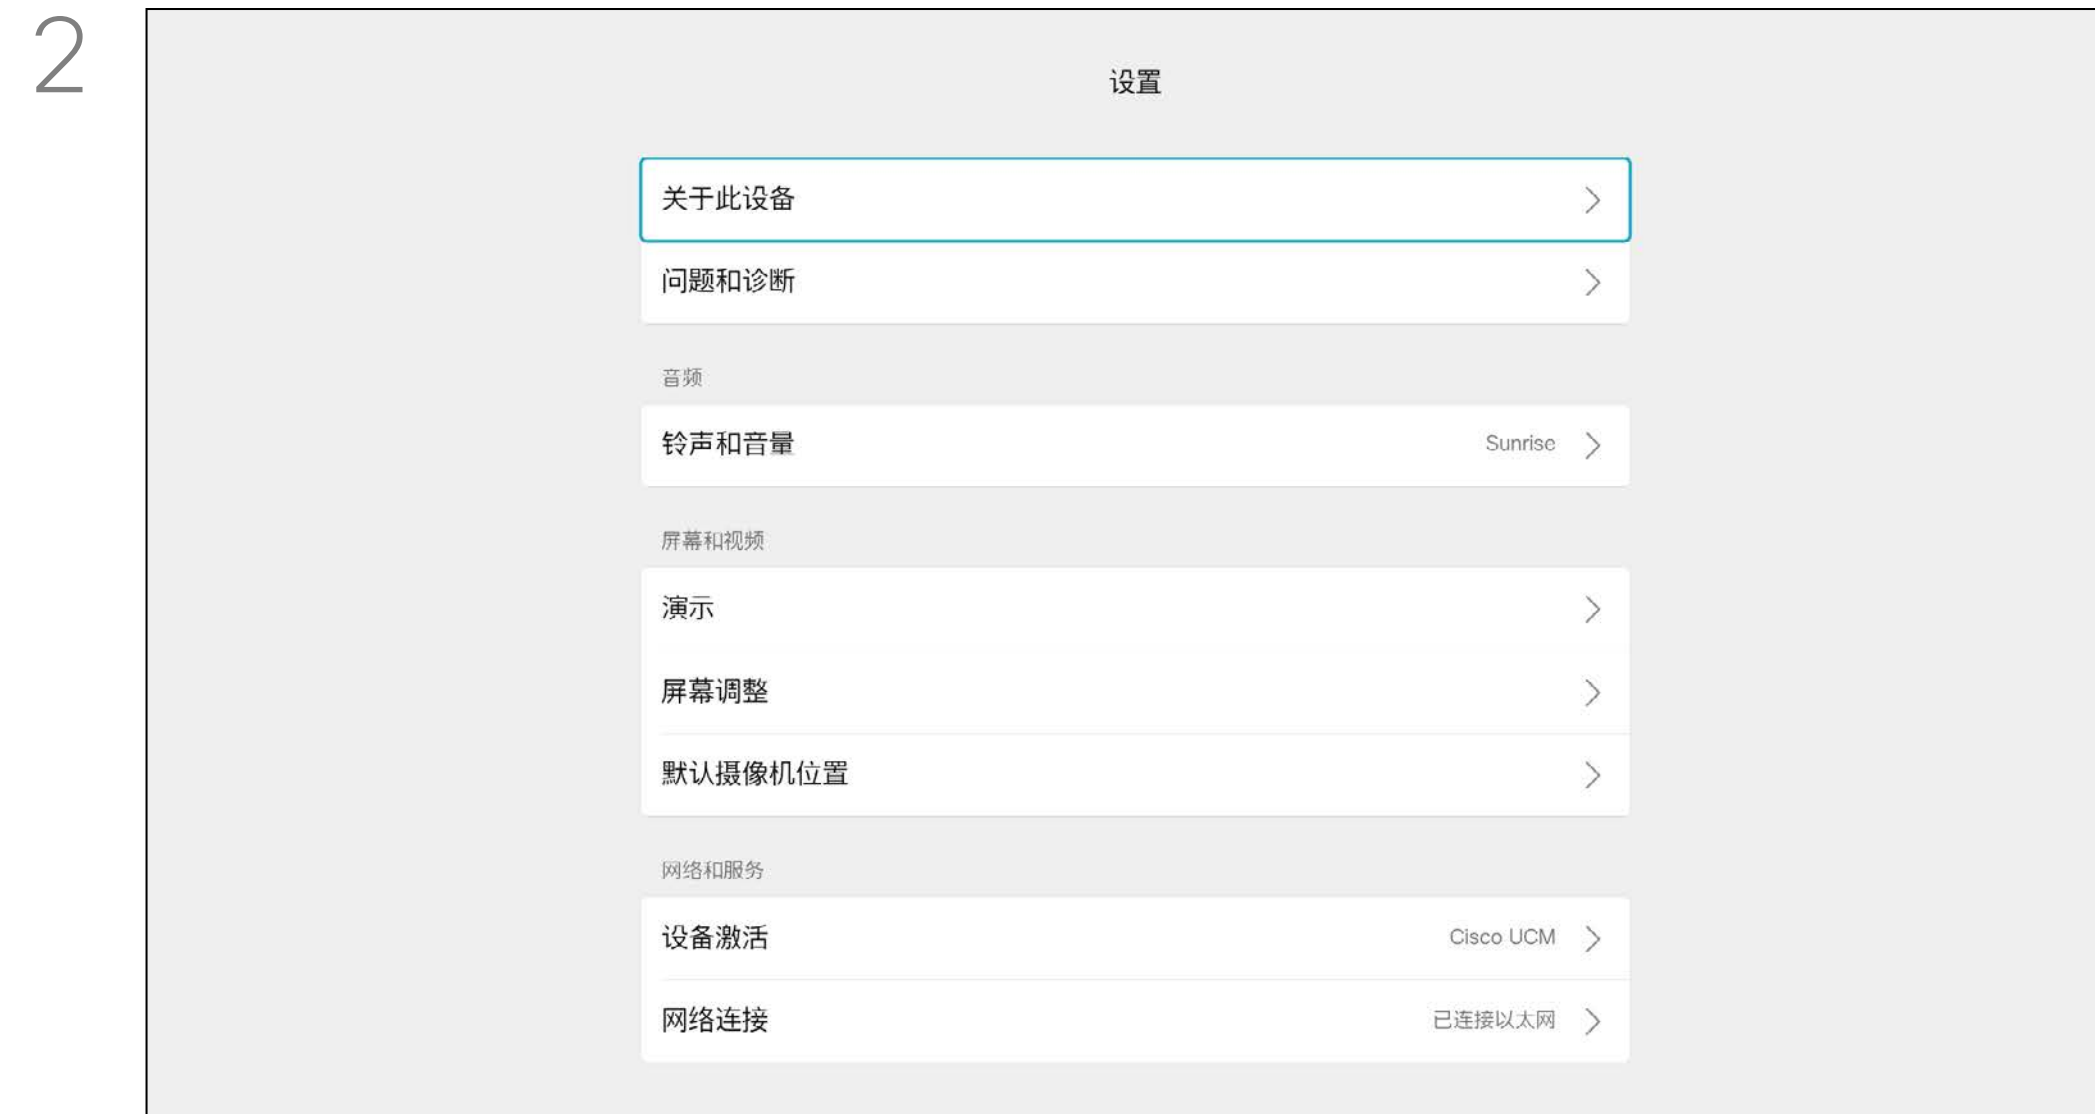 2
设置
关于此设备
问题和诊断
音频
铃声和音量 Sunrise
屏幕和视频
演示
屏幕调整
默认摄像机位置
网络和服务
设备激活 Cisco UCM
网络连接 已连接以太网